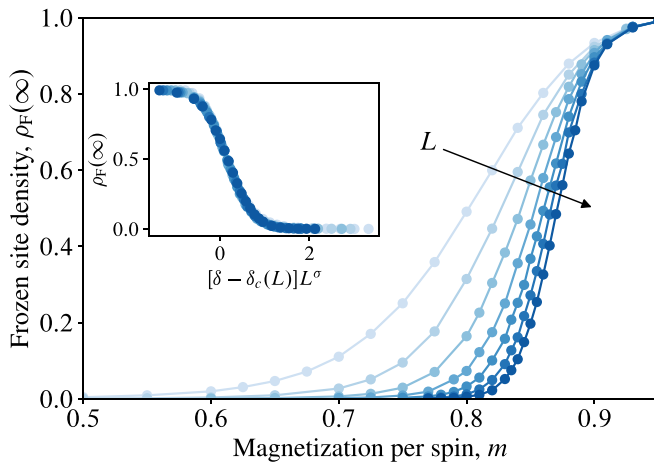 1.0
0.8
0.6
0.4
0.2
0.0
Frozen site density, ρF(∞)
1.0
0.5
0.0
ρF(∞)
0 2
[δ − δc(L)]Lσ
L
0.5 0.6 0.7 0.8 0.9
Magnetization per spin, m